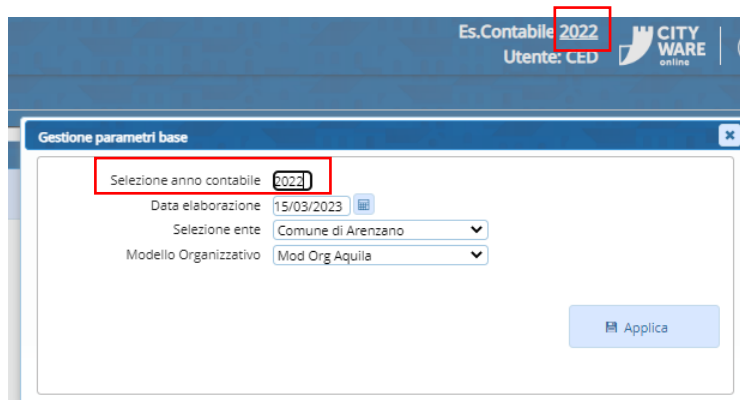 Es.Contabile 2022
Utente: CED
CITY
WARE
online
Gestione parametri base
Selezione anno contabile 2022
Data elaborazione 15/03/2023
Selezione ente Comune di Arenzano
Modello Organizzativo Mod Org Aquila
Applica